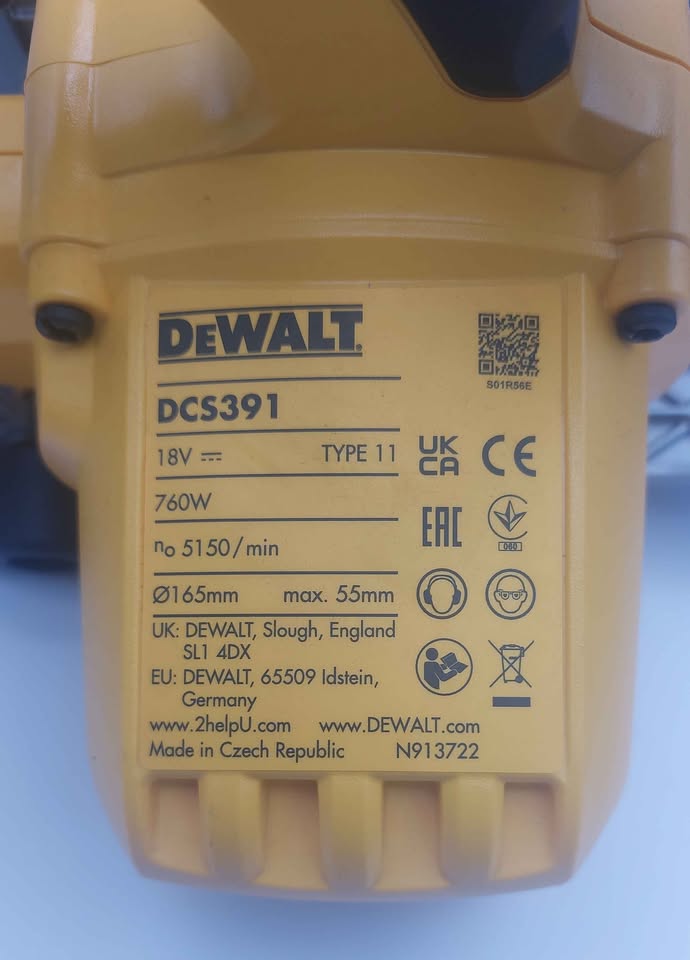 DEWALT®
S01R56E
DCS391
18V TYPE 11
UK
CA
CE
760W
EAC
n₀ 5150/min
060
Ø165mm max. 55mm
UK: DEWALT, Slough, England
SL1 4DX
EU: DEWALT, 65509 Idstein,
Germany
www.2helpU.com www.DEWALT.com
Made in Czech Republic N913722